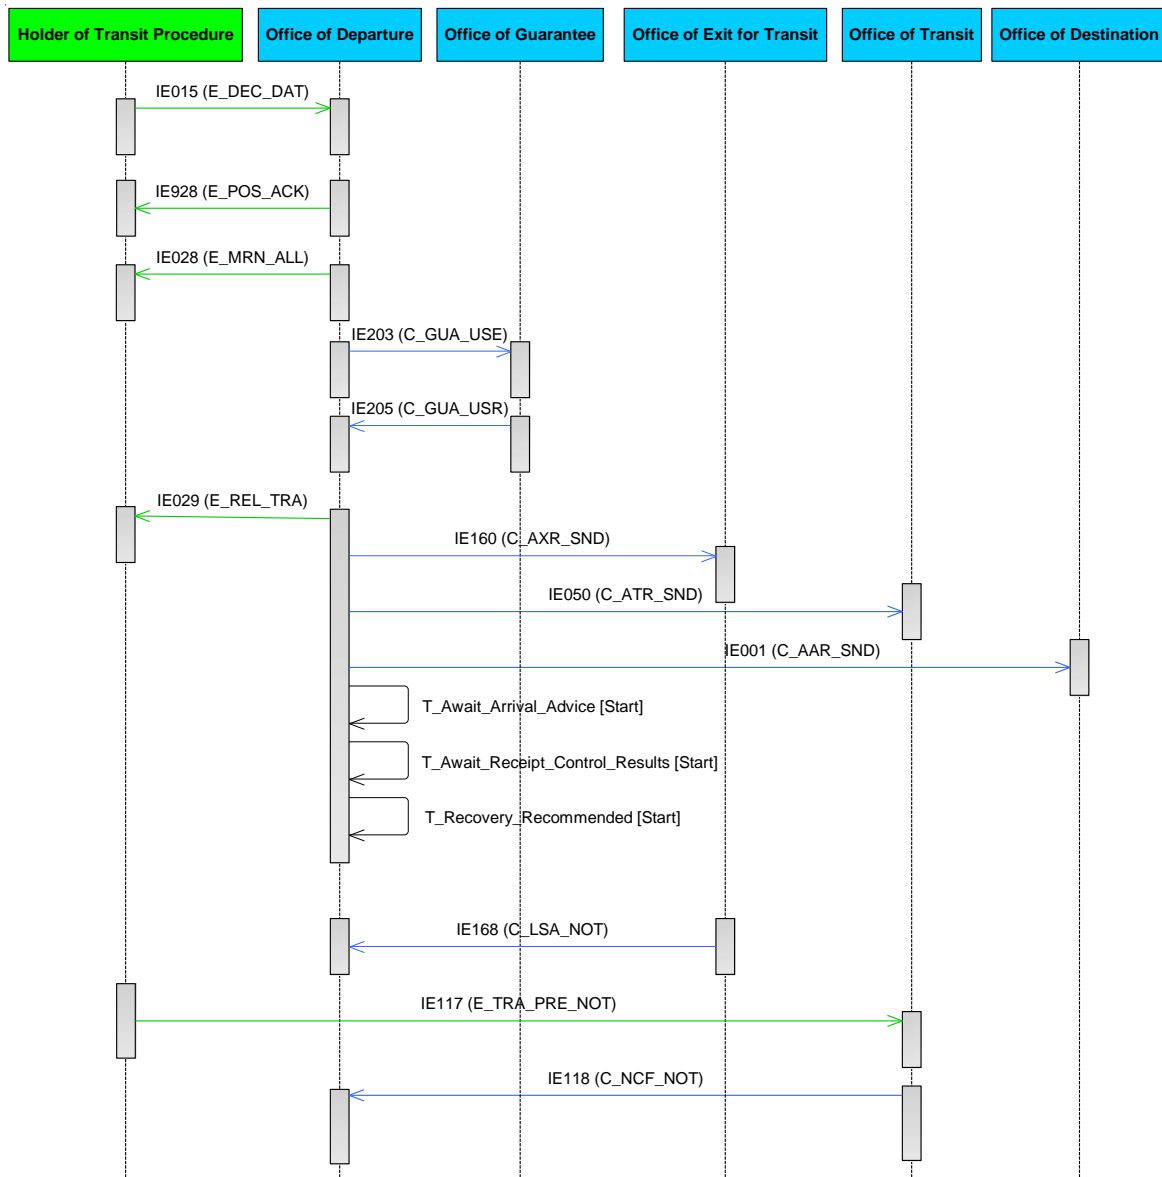 Holder of Transit Procedure
Office of Departure
Office of Guarantee
Office of Exit for Transit
Office of Transit
Office of Destination
IE015 (E_DEC_DAT)
IE928 (E_POS_ACK)
IE028 (E_MRN_ALL)
IE203 (C_GUA_USE)
IE205 (C_GUA_USR)
IE029 (E_REL_TRA)
IE160 (C_AXR_SND)
IE050 (C_ATR_SND)
IE001 (C_AAR_SND)
T_Await_Arrival_Advice [Start]
T_Await_Receipt_Control_Results [Start]
T_Recovery_Recommended [Start]
IE168 (C_LSA_NOT)
IE117 (E_TRA_PRE_NOT)
IE118 (C_NCF_NOT)